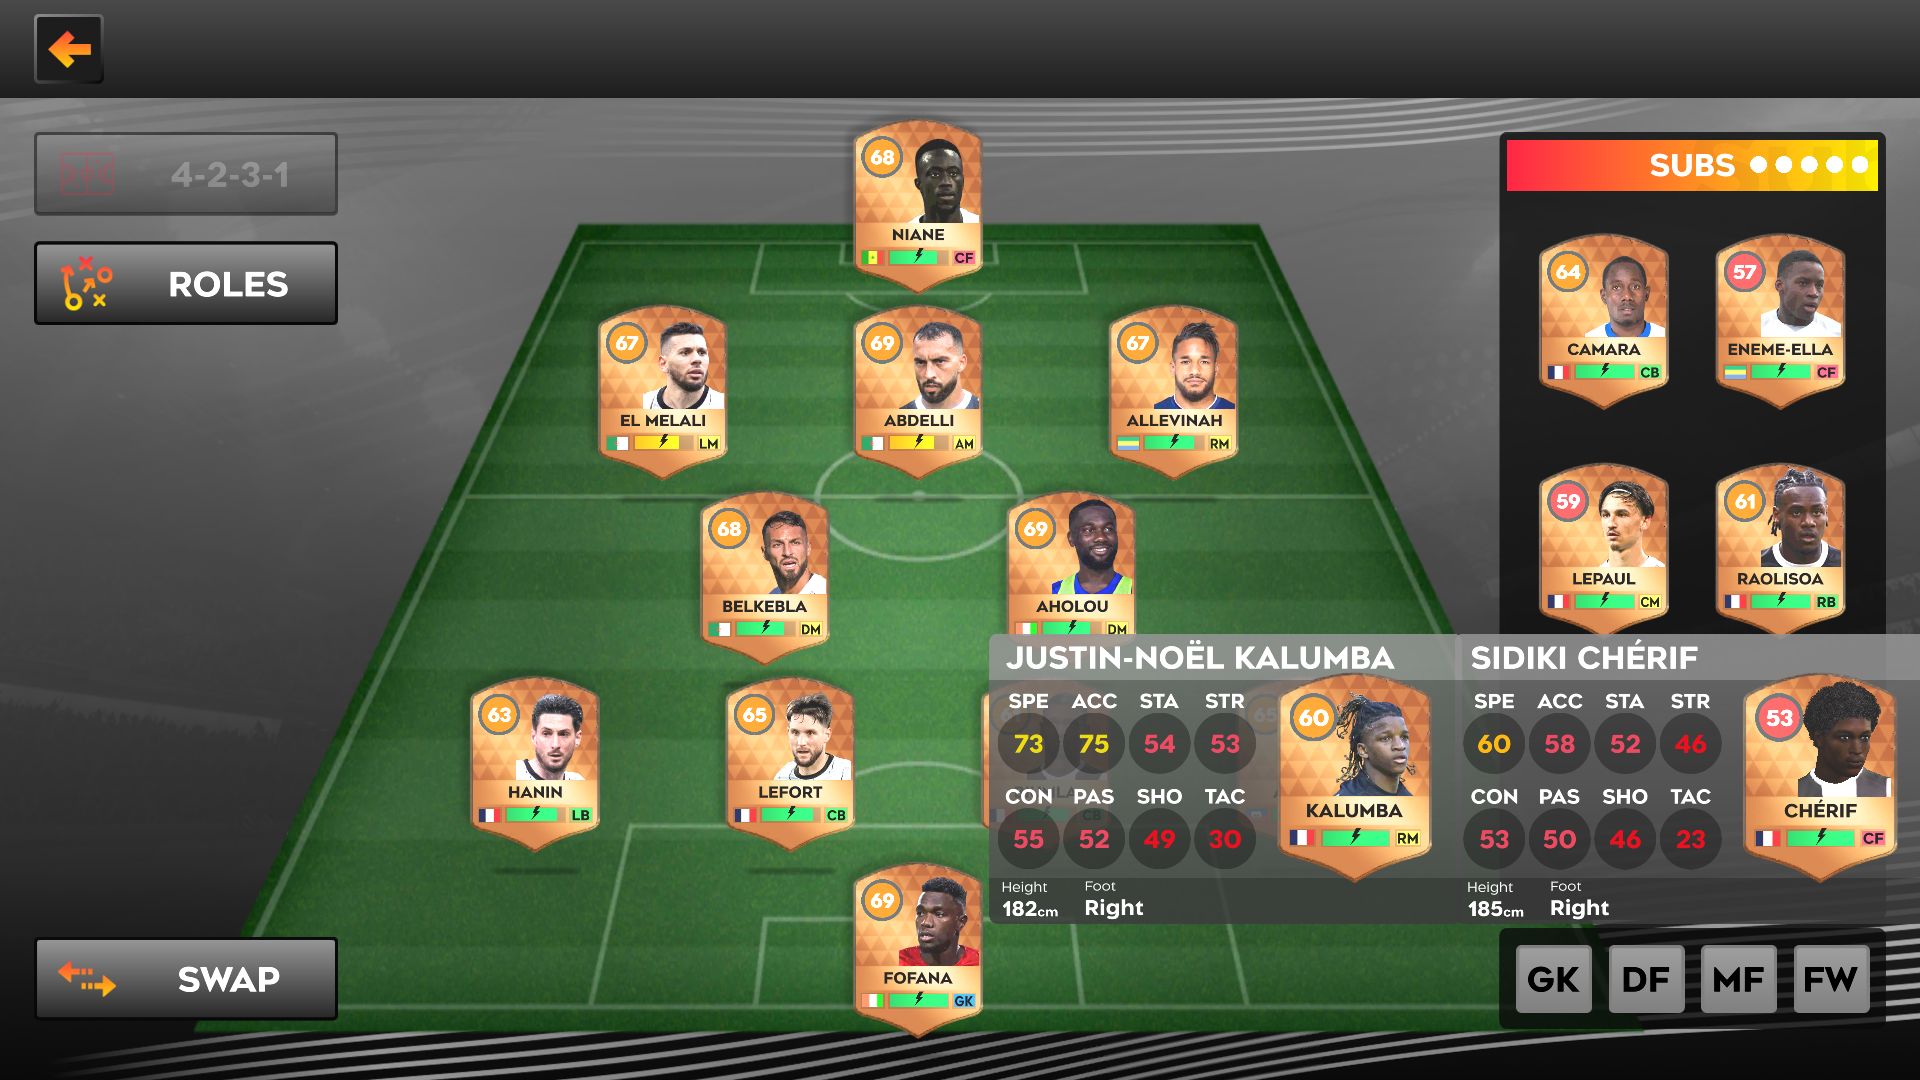 4-2-3-1
ROLES
SWAP
68
NIANE
CF
67
EL MELALI
LM
69
ABDELLI
AM
67
ALLEVINAH
RM
68
BELKEBLA
DM
69
AHOLOU
DM
63
HANIN
LB
65
LEFORT
CB
CB
65
69
FOFANA
GK
SUBS
64
CAMARA
CB
57
ENEME-ELLA
CF
59
LEPAUL
CM
61
RAOLISOA
RB
JUSTIN-NOËL KALUMBA
SPE ACC STA STR
73 75 54 53
CON PAS SHO TAC
55 52 49 30
Height Foot
182cm Right
60
KALUMBA
RM
SIDIKI CHÉRIF
SPE ACC STA STR
60 58 52 46
CON PAS SHO TAC
53 50 46 23
Height Foot
185cm Right
53
CHÉRIF
CF
GK DF MF FW